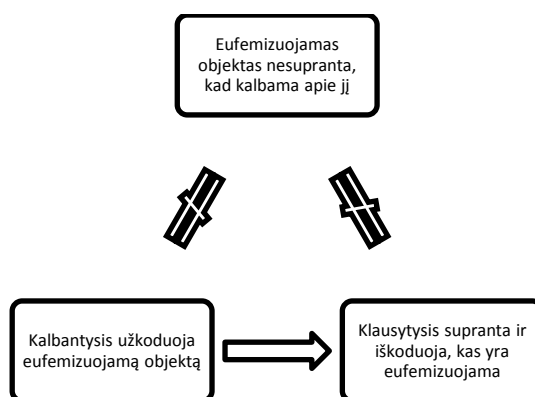 Eufemizuojamas
objektas nesupranta,
kad kalbama apie jį
Kalbantysis užkoduoja
eufemizuojamą objektą
Klausytysis supranta ir
iškoduoja, kas yra
eufemizuojama